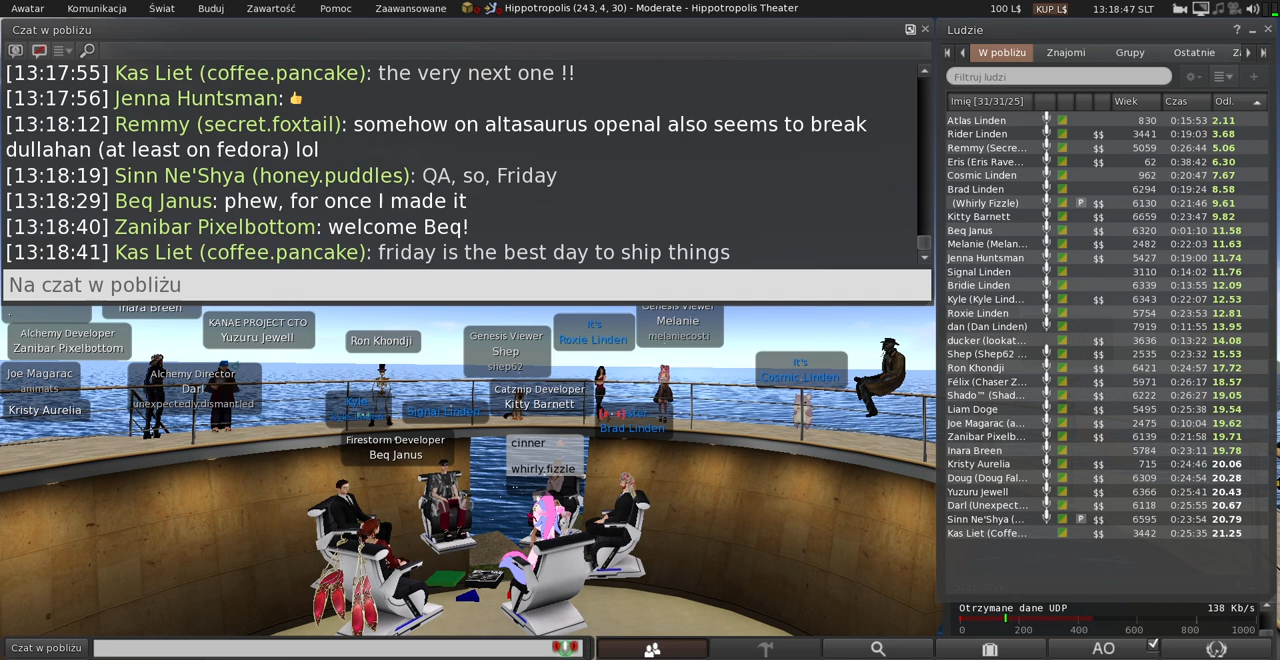 Awatar Komunikacja Świat Buduj Zawartość Pomoc Zaawansowane Hippotropolis (243, 4, 30) - Moderate - Hippotropolis Theater 100 L$ KUP L$ 13:18:47 SLT
Czat w pobliżu
[13:17:55] Kas Liet (coffee.pancake): the very next one !!
[13:17:56] Jenna Huntsman: 👍
[13:18:12] Remmy (secret.foxtail): somehow on altasaurus openal also seems to break
dullahan (at least on fedora) lol
[13:18:19] Sinn Ne'Shya (honey.puddles): QA, so, Friday
[13:18:29] Beq Janus: phew, for once I made it
[13:18:40] Zanibar Pixelbottom: welcome Beq!
[13:18:41] Kas Liet (coffee.pancake): friday is the best day to ship things
Na czat w pobliżu
Inara Breen
Alchemy Developer
Zanibar Pixelbottom
KANAE PROJECT CTO
Yuzuru Jewell
Ron Khondji
Genesis Viewer
Shep
shep62
It's
Roxie Linden
Genesis Viewer
Melanie
melaniecosti
It's
Cosmic Linden
Joe Magarac
animats
Kristy Aurelia
Alchemy Director
Darl
unexpectedly.dismantled
Kyle
Signal Linden
Catznip Developer
Kitty Barnett
Brad Linden
Firestorm Developer
Beq Janus
cinner
whirly.fizzle
..
Ludzie
W pobliżu Znajomi Grupy Ostatnie
Filtruj ludzi
Imię [31/31/25] Wiek Czas Odl.
Atlas Linden 830 0:15:53 2.11
Rider Linden $$ 3441 0:19:03 3.68
Remmy (Secre... $$ 5059 0:26:44 5.06
Eris (Eris Rave... $$ 62 0:38:42 6.30
Cosmic Linden 962 0:20:47 7.67
Brad Linden 6294 0:19:24 8.58
(Whirly Fizzle) P $$ 6130 0:21:46 9.61
Kitty Barnett 6659 0:23:47 9.82
Beq Janus $$ 6320 0:01:10 11.58
Melanie (Melan... $$ 2482 0:22:03 11.63
Jenna Huntsman $$ 5427 0:19:00 11.74
Signal Linden 3110 0:14:02 11.76
Bridie Linden 6339 0:13:55 12.09
Kyle (Kyle Lind... $$ 6343 0:22:07 12.53
Roxie Linden 5754 0:23:53 12.81
dan (Dan Linden) 7919 0:11:55 13.95
ducker (lookat... $$ 3636 0:13:22 14.08
Shep (Shep62 ... $$ 2535 0:23:32 15.53
Ron Khondji $$ 6421 0:24:57 17.72
Félix (Chaser Z... $$ 5971 0:26:17 18.57
Shado™ (Shad... $$ 6222 0:26:27 19.05
Liam Doge $$ 5495 0:25:38 19.54
Joe Magarac (a... $$ 2475 0:10:04 19.62
Zanibar Pixelb... $$ 6139 0:21:58 19.71
Inara Breen 5784 0:23:11 19.78
Kristy Aurelia $$ 715 0:24:46 20.06
Doug (Doug Fal... $$ 6309 0:24:54 20.28
Yuzuru Jewell $$ 6366 0:25:41 20.43
Darl (Unexpect... $$ 6118 0:25:55 20.67
Sinn Ne'Shya (... P $$ 6595 0:23:54 20.79
Kas Liet (Coffe... $$ 3442 0:25:35 21.25
Otrzymane dane UDP 138 Kb/s
0 200 400 600 800 1000
Czat w pobliżu AO